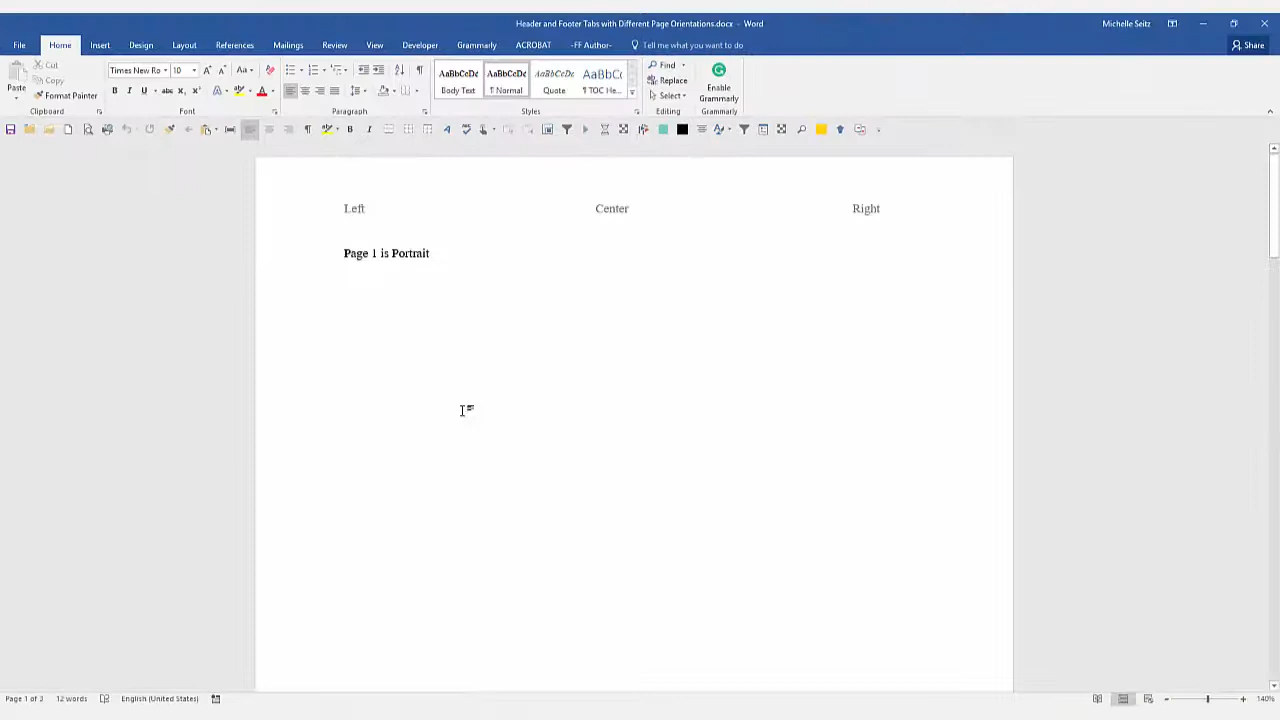 Header and Footer Tabs with Different Page Orientations.docx - Word
Michelle Seitz
File Home Insert Design Layout References Mailings Review View Developer Grammarly ACROBAT -FF Author- Tell me what you want to do
Share
Paste
Cut
Copy
Format Painter
Clipboard
Times New Ro 10
Aa
B I U abc X₂ X²
Font
Paragraph
AaBbCcDc AaBbCcDc AaBbCcDc AaBbCc
Body Text ¶ Normal Quote ¶ TOC He...
Styles
Find
Replace
Select
Editing
Enable
Grammarly
Grammarly
Left Center Right
Page 1 is Portrait
Page 1 of 3 12 words English (United States)
140%